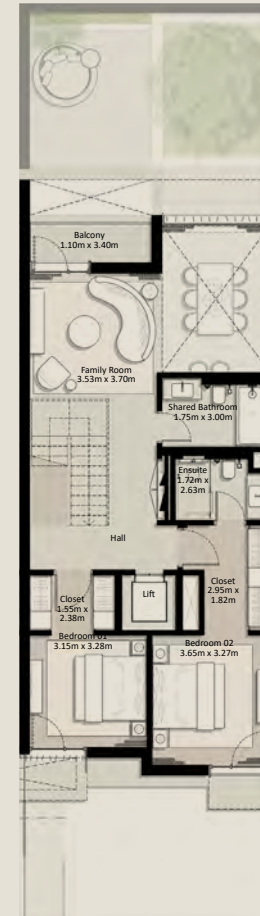 Balcony
1.10m x 3.40m
Family Room
3.53m x 3.70m
Shared Bathroom
1.75m x 3.00m
Ensuite
1.72m x
2.63m
Hall
Closet
2.95m x
1.82m
Lift
Closet
1.55m x
2.38m
Bedroom 01
3.15m x 3.28m
Bedroom 02
3.65m x 3.27m